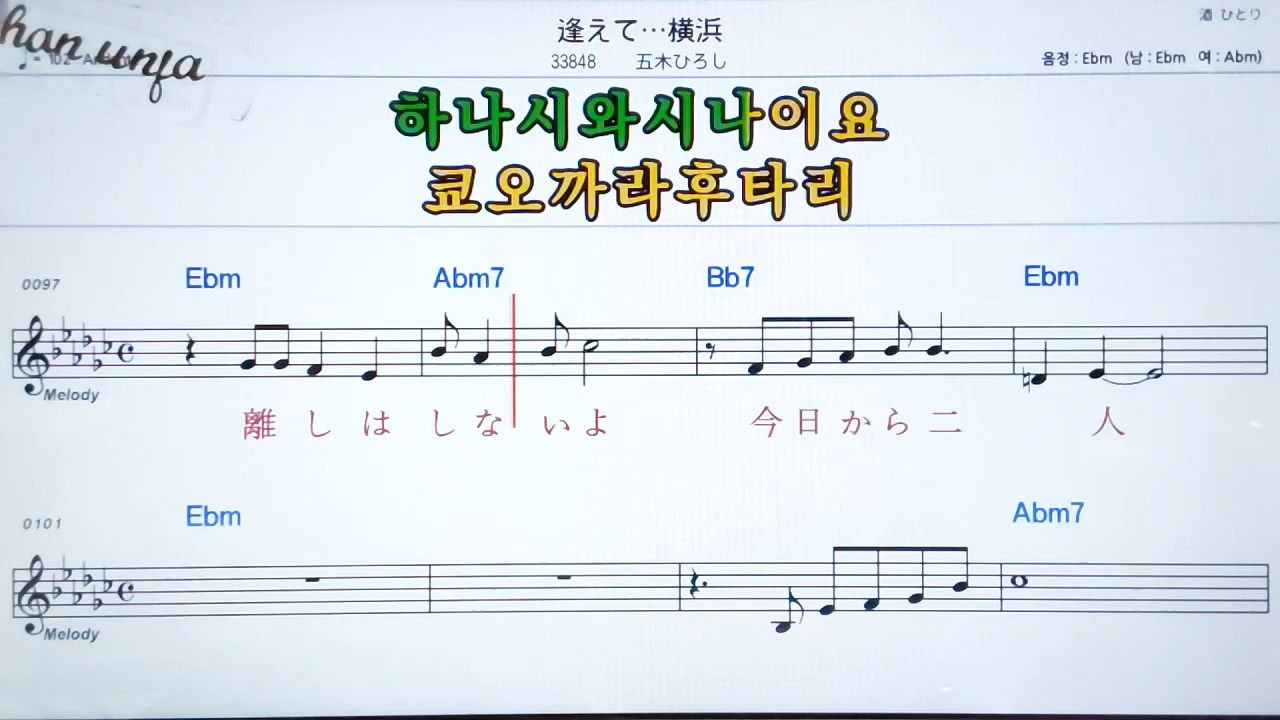 han unja
酒 ひとり
逢えて…横浜
33848 五木ひろし
음정 : Ebm (남 : Ebm 여 : Abm)
하나시와시나이요
쿄오까라후타리
0097 Ebm Abm7 Bb7 Ebm
Melody
離 し は し な い よ 今 日 か ら 二 人
0101 Ebm Abm7
Melody